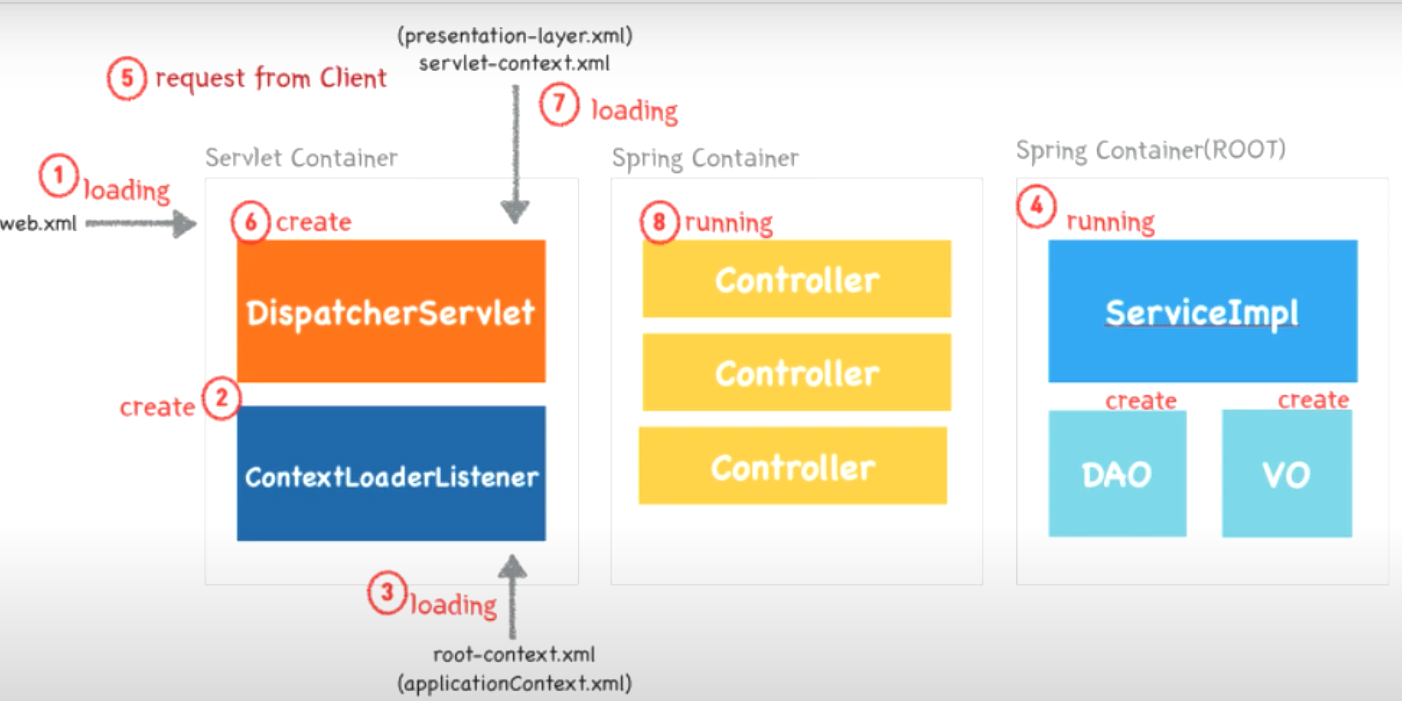 (presentation-layer.xml)
servlet-context.xml
5 request from Client
7 loading
Servlet Container
Spring Container
Spring Container(ROOT)
1 loading
web.xml
6 create
8 running
4 running
DispatcherServlet
Controller
Controller
Controller
ServiceImpl
create 2
create
create
ContextLoaderListener
DAO
VO
3 loading
root-context.xml
(applicationContext.xml)